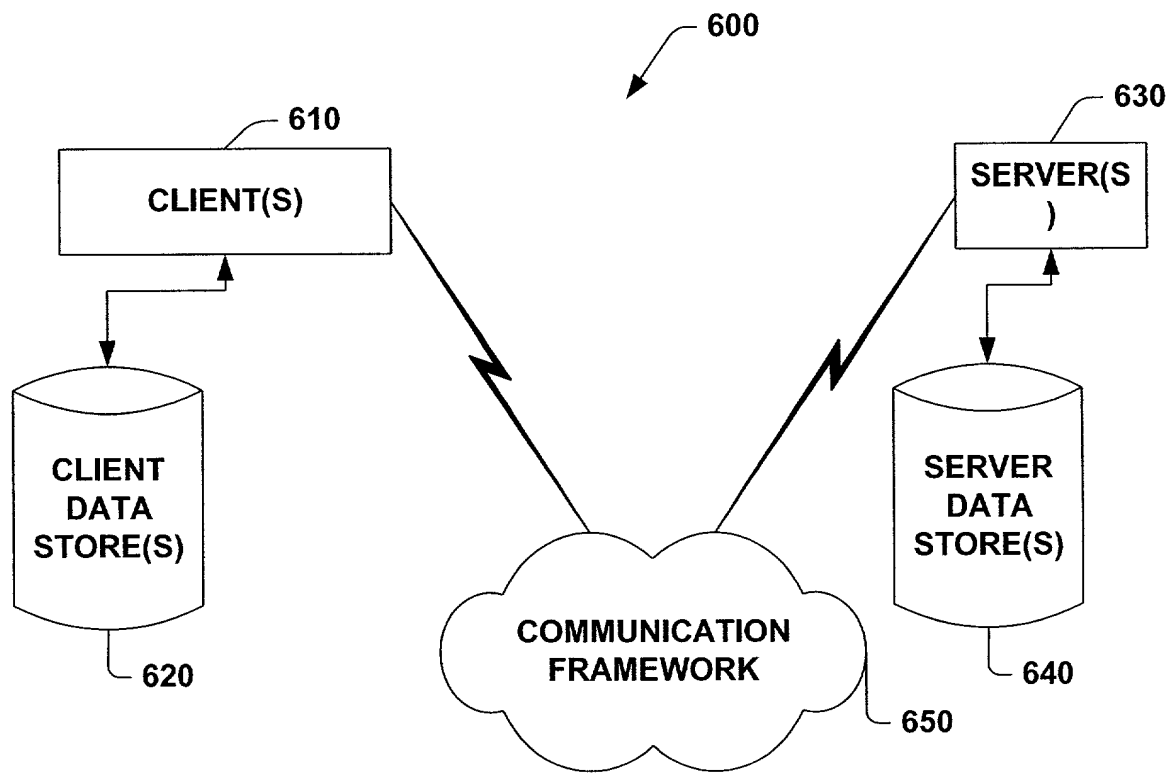 600
610
630
CLIENT(S)
SERVER(S
)
CLIENT
DATA
STORE(S)
SERVER
DATA
STORE(S)
COMMUNICATION
FRAMEWORK
620
640
650